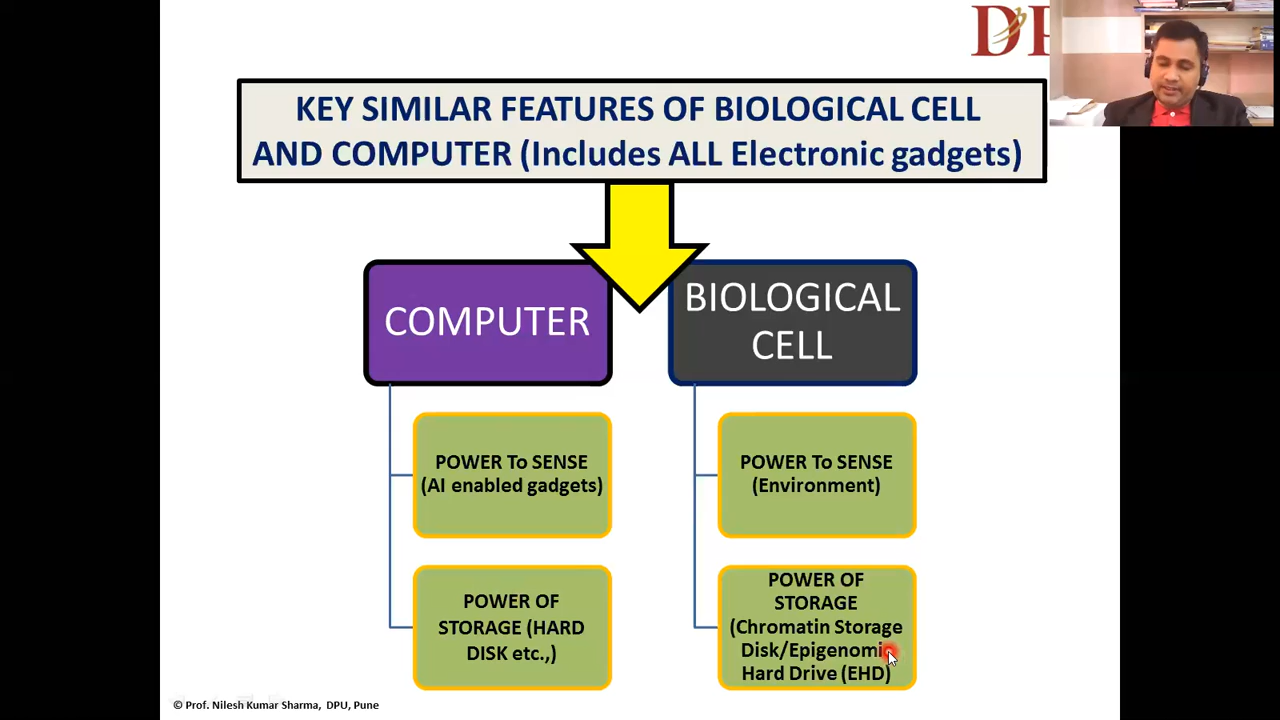 DP
KEY SIMILAR FEATURES OF BIOLOGICAL CELL
AND COMPUTER (Includes ALL Electronic gadgets)
COMPUTER
BIOLOGICAL
CELL
POWER To SENSE
(AI enabled gadgets)
POWER To SENSE
(Environment)
POWER OF
STORAGE (HARD
DISK etc.,)
POWER OF
STORAGE
(Chromatin Storage
Disk/Epigenomic
Hard Drive (EHD)
© Prof. Nilesh Kumar Sharma, DPU, Pune